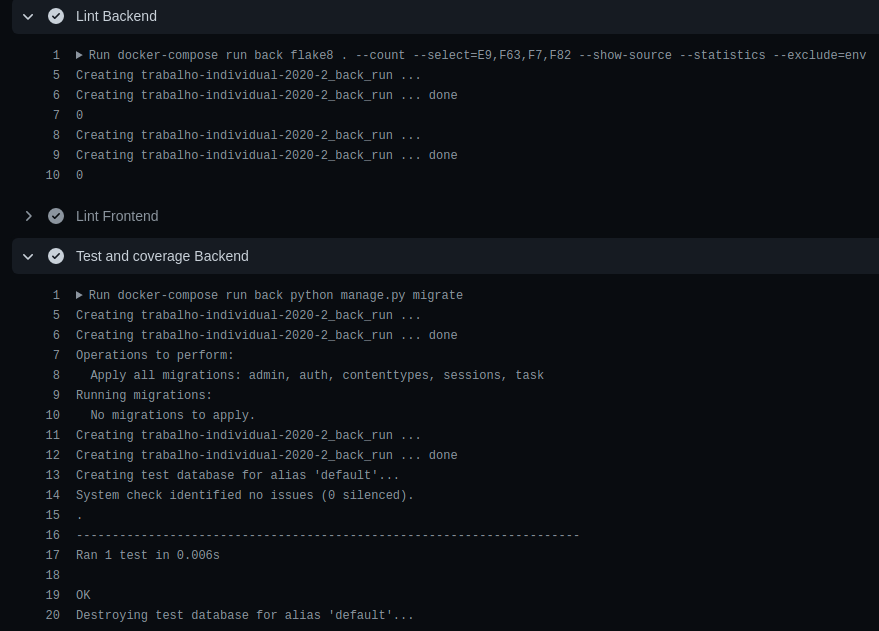 Lint Backend
1 Run docker-compose run back flake8 . --count --select=E9,F63,F7,F82 --show-source --statistics --exclude=env
5 Creating trabalho-individual-2020-2_back_run ...
6 Creating trabalho-individual-2020-2_back_run ... done
7 0
8 Creating trabalho-individual-2020-2_back_run ...
9 Creating trabalho-individual-2020-2_back_run ... done
10 0
Lint Frontend
Test and coverage Backend
1 Run docker-compose run back python manage.py migrate
5 Creating trabalho-individual-2020-2_back_run ...
6 Creating trabalho-individual-2020-2_back_run ... done
7 Operations to perform:
8   Apply all migrations: admin, auth, contenttypes, sessions, task
9 Running migrations:
10   No migrations to apply.
11 Creating trabalho-individual-2020-2_back_run ...
12 Creating trabalho-individual-2020-2_back_run ... done
13 Creating test database for alias 'default'...
14 System check identified no issues (0 silenced).
15 .
16 ----------------------------------------------------------------------
17 Ran 1 test in 0.006s
18
19 OK
20 Destroying test database for alias 'default'...